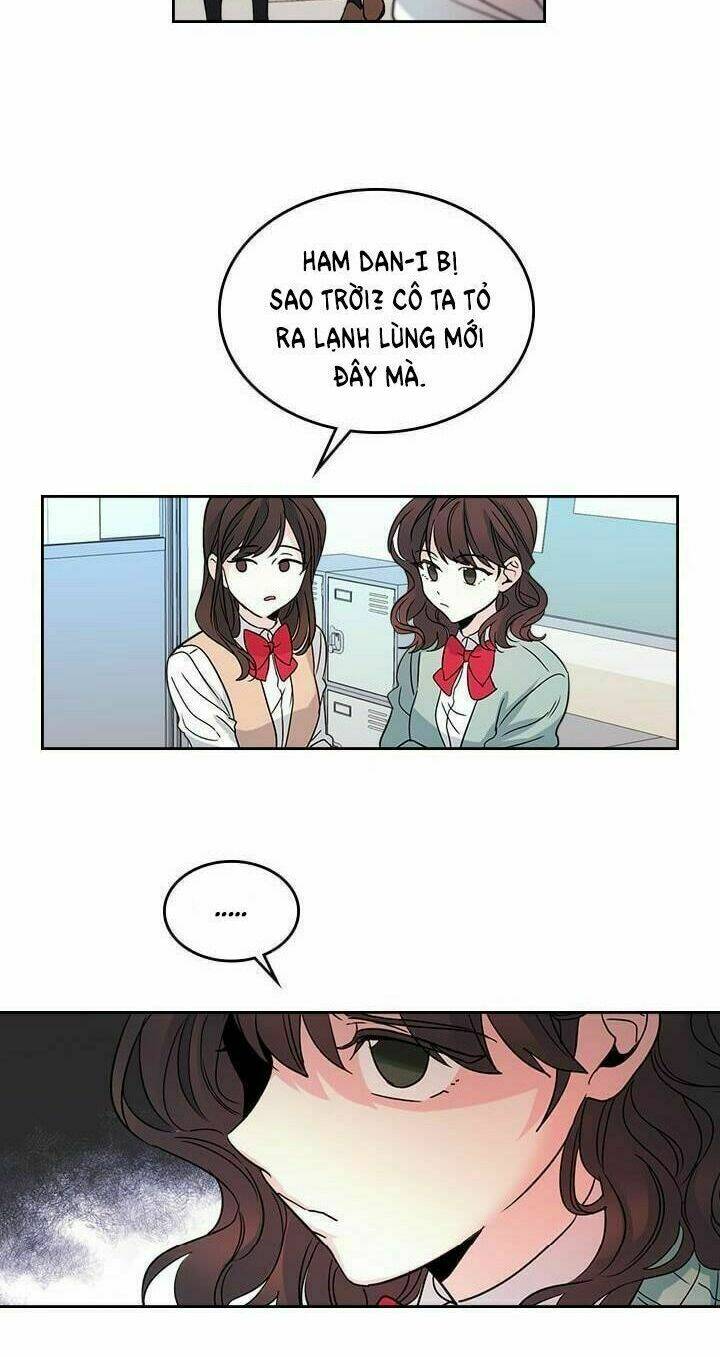 HAM DAN-I BỊ
SAO TRỜI? CÔ TA TỎ
RA LẠNH LÙNG MỚI
ĐÂY MÀ.
.....